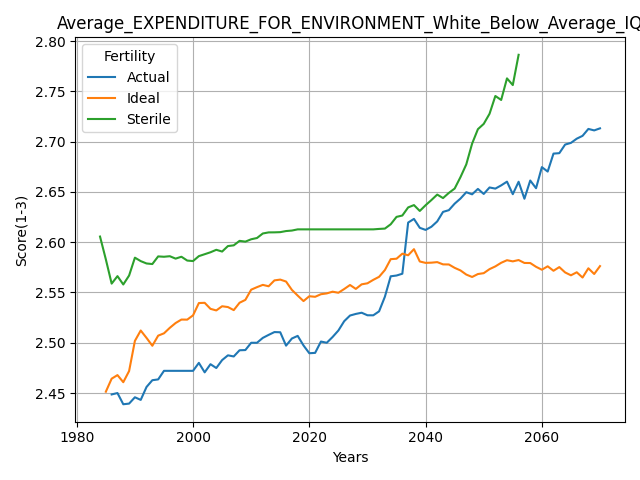 Average_EXPENDITURE_FOR_ENVIRONMENT_White_Below_Average_IQ
Fertility
Actual
Ideal
Sterile
Score(1-3)
2.80
2.75
2.70
2.65
2.60
2.55
2.50
2.45
1980
2000
2020
2040
2060
Years